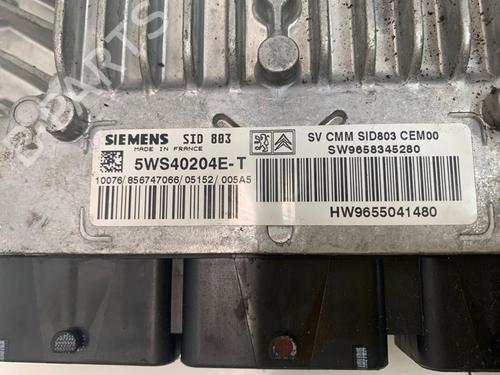 SIEMENS SID 803
MADE IN FRANCE
5WS40204E-T
10076/856747066/05152/005A5
SV CMM SID803 CEM00
SW9658345280
HW9655041480